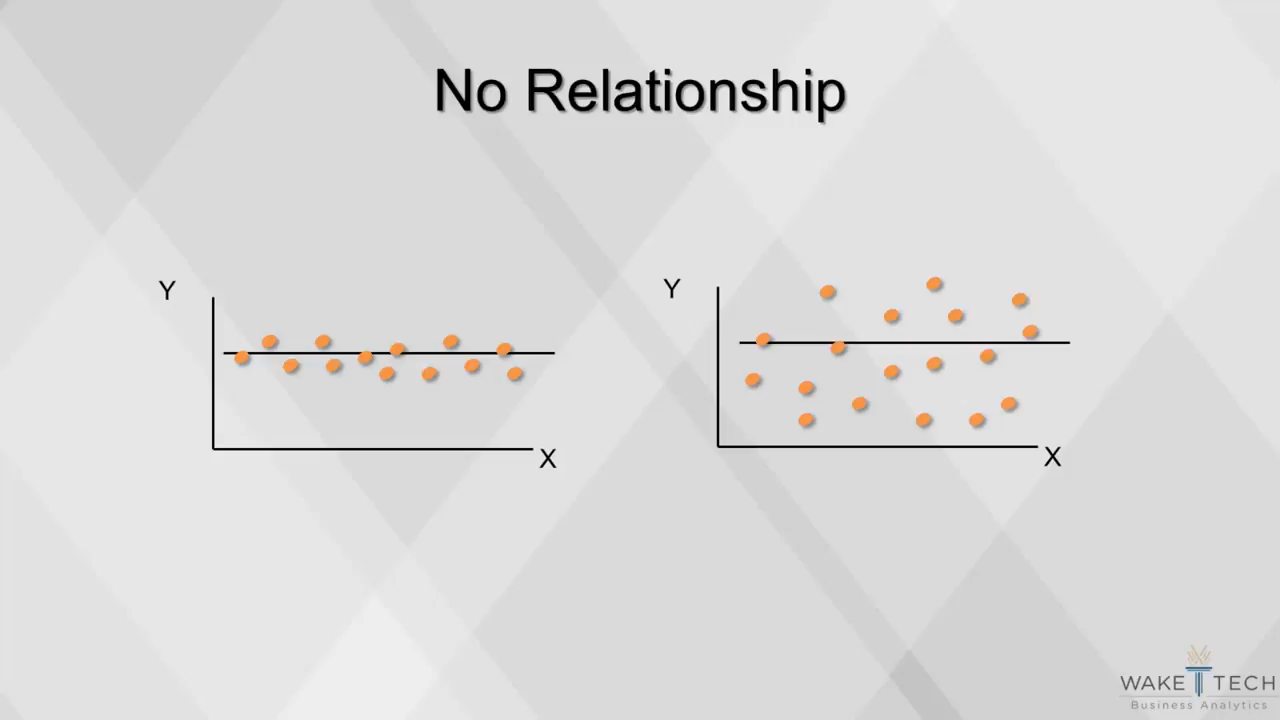 No Relationship
Y
X
Y
X
WAKE TECH
Business Analytics